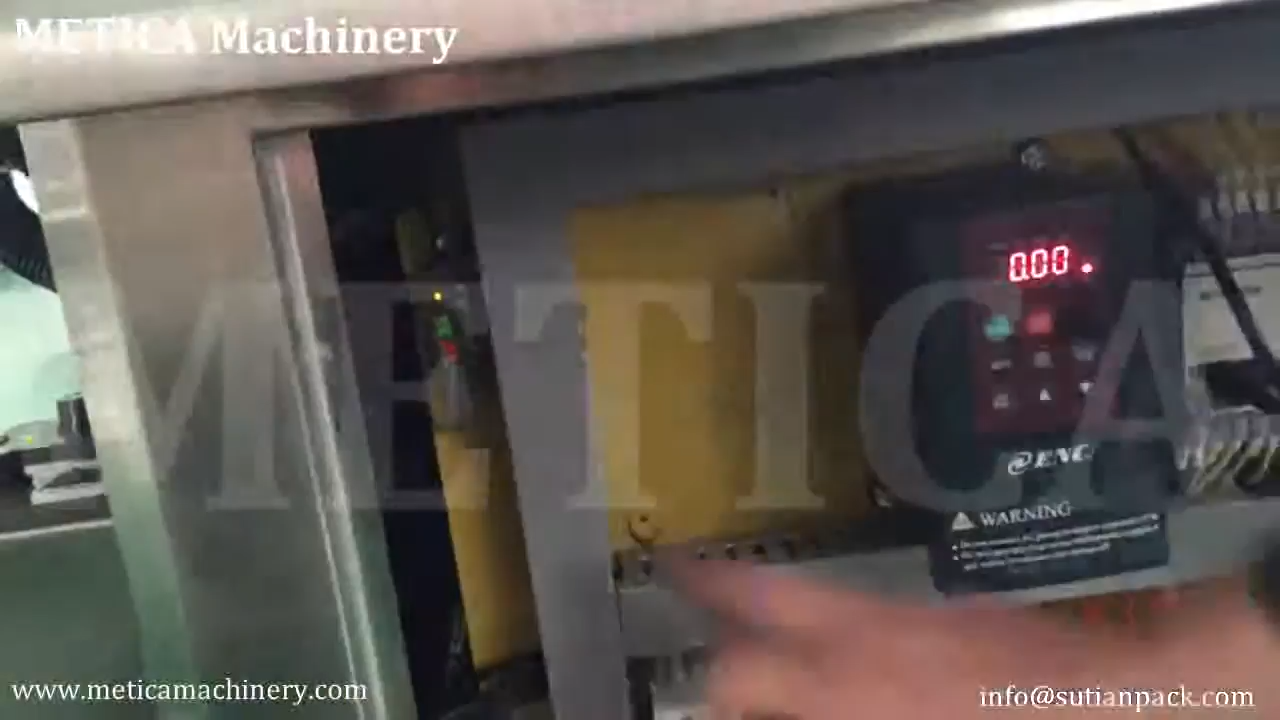 METICA Machinery
0.00
METICA
ENC
WARNING
www.meticamachinery.com
info@sutianpack.com